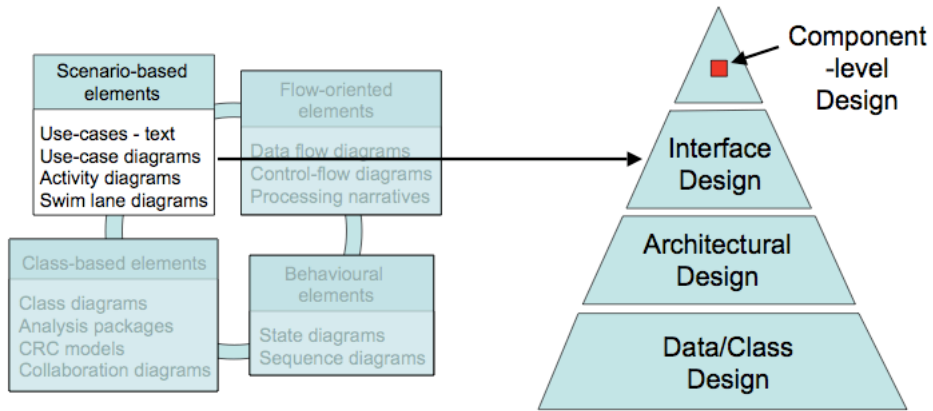 Scenario-based
elements
Use-cases - text
Use-case diagrams
Activity diagrams
Swim lane diagrams
Flow-oriented
elements
Data flow diagrams
Control-flow diagrams
Processing narratives
Class-based elements
Class diagrams
Analysis packages
CRC models
Collaboration diagrams
Behavioural
elements
State diagrams
Sequence diagrams
Component
-level
Design
Interface
Design
Architectural
Design
Data/Class
Design